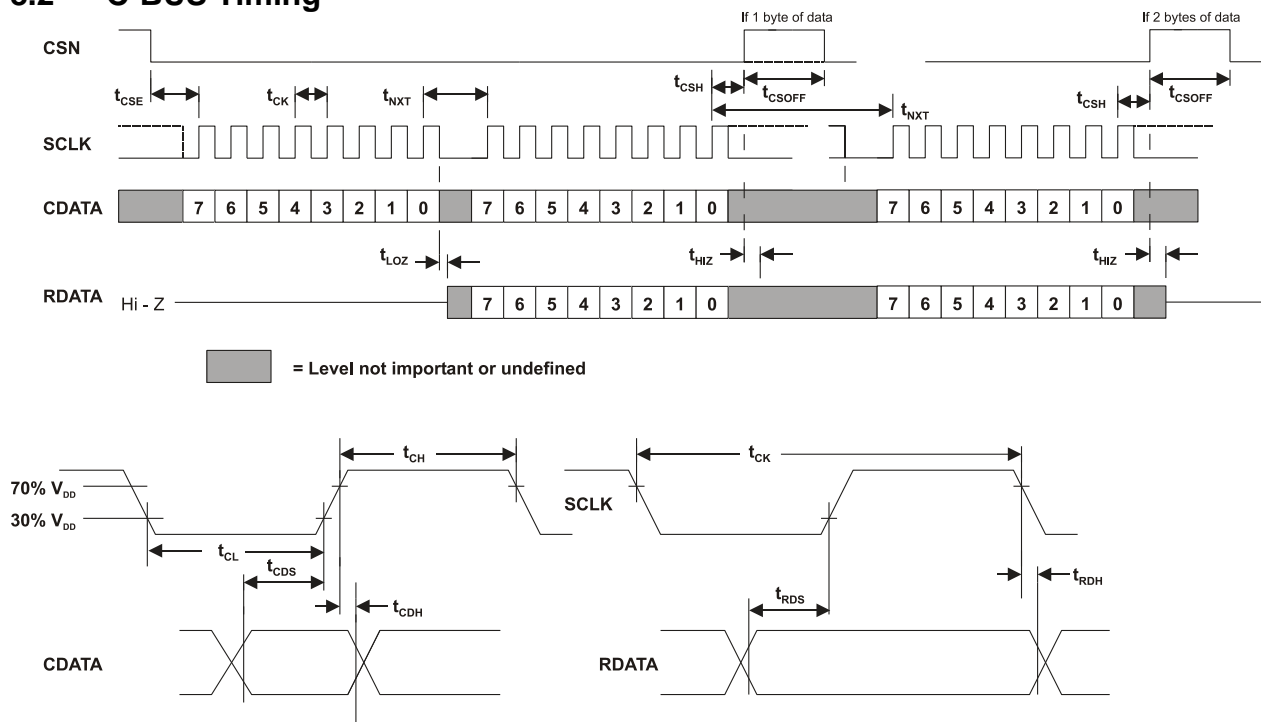 C-BUS Timing
If 1 byte of data
If 2 bytes of data
CSN
tCSE
tCK
tNXT
tCSH
tCSOFF
tNXT
tCSH
tCSOFF
SCLK
CDATA 7 6 5 4 3 2 1 0 7 6 5 4 3 2 1 0 7 6 5 4 3 2 1 0
tLOZ
tHIZ
tHIZ
RDATA Hi - Z 7 6 5 4 3 2 1 0 7 6 5 4 3 2 1 0
= Level not important or undefined
tCH
tCK
70% VDD
SCLK
30% VDD
tCL
tCDS
tCDH
tRDS
tRDH
CDATA
RDATA